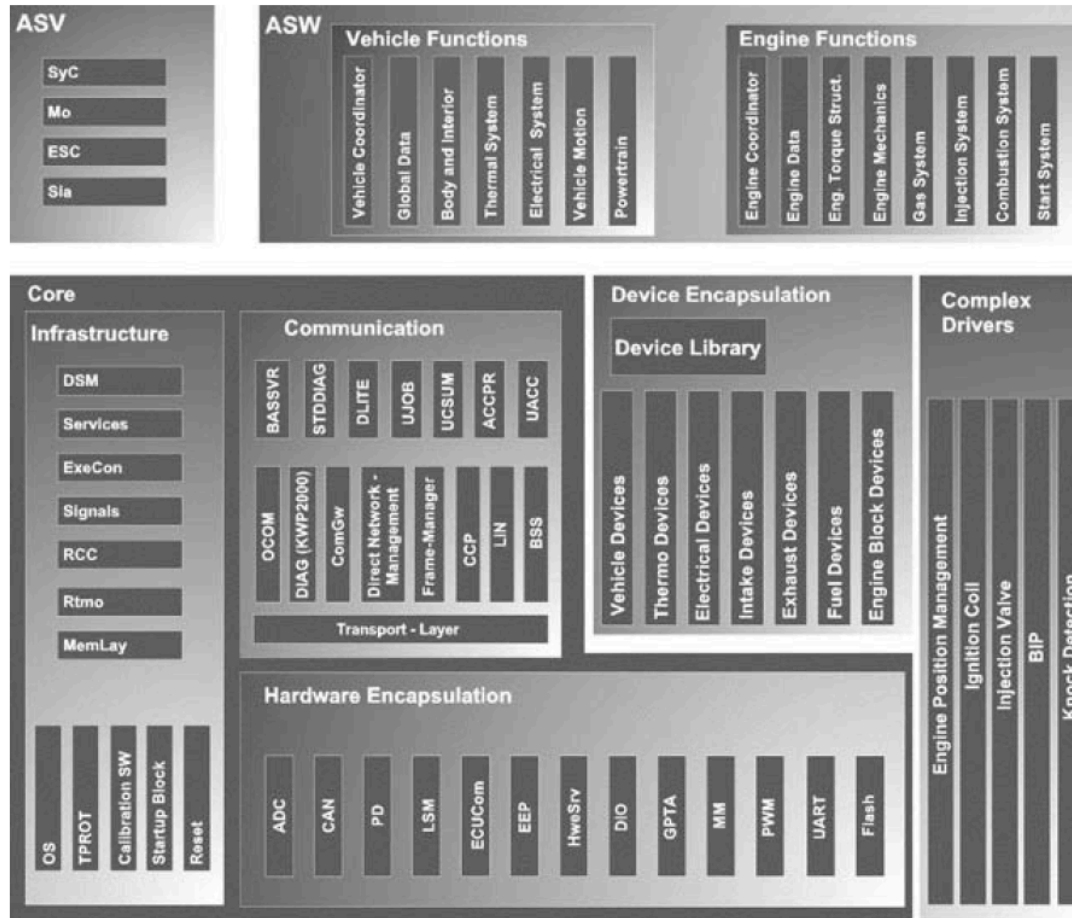 ASV
SyC
Mo
ESC
Sla
ASW
Vehicle Functions
Vehicle Coordinator
Global Data
Body and Interior
Thermal System
Electrical System
Vehicle Motion
Powertrain
Engine Functions
Engine Coordinator
Engine Data
Eng. Torque Struct.
Engine Mechanics
Gas System
Injection System
Combustion System
Start System
Core
Infrastructure
DSM
Services
ExeCon
Signals
RCC
Rtmo
MemLay
OS
TPROT
Calibration SW
Startup Block
Reset
Communication
BASSVR
STDDIAG
DLITE
UJOB
UCSUM
ACCPR
UACC
OCOM
DIAG (KWP2000)
ComGw
Direct Network -
Management
Frame-Manager
CCP
LIN
BSS
Transport - Layer
Hardware Encapsulation
ADC
CAN
PD
LSM
ECUCom
EEP
HweSrv
DIO
GPTA
MM
PWM
UART
Flash
Device Encapsulation
Device Library
Vehicle Devices
Thermo Devices
Electrical Devices
Intake Devices
Exhaust Devices
Fuel Devices
Engine Block Devices
Complex
Drivers
Engine Position Management
Ignition Coil
Injection Valve
BIP
Knock Detection